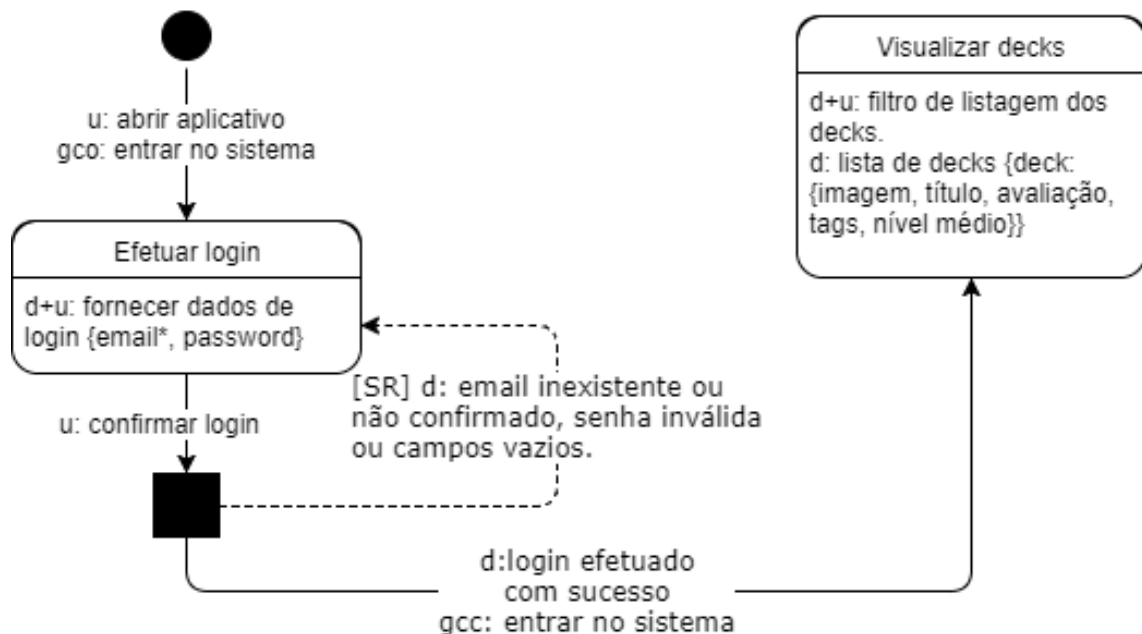 u: abrir aplicativo
gco: entrar no sistema
Efetuar login
d+u: fornecer dados de
login {email*, password}
u: confirmar login
[SR] d: email inexistente ou
não confirmado, senha inválida
ou campos vazios.
d:login efetuado
com sucesso
gcc: entrar no sistema
Visualizar decks
d+u: filtro de listagem dos
decks.
d: lista de decks {deck:
{imagem, título, avaliação,
tags, nível médio}}